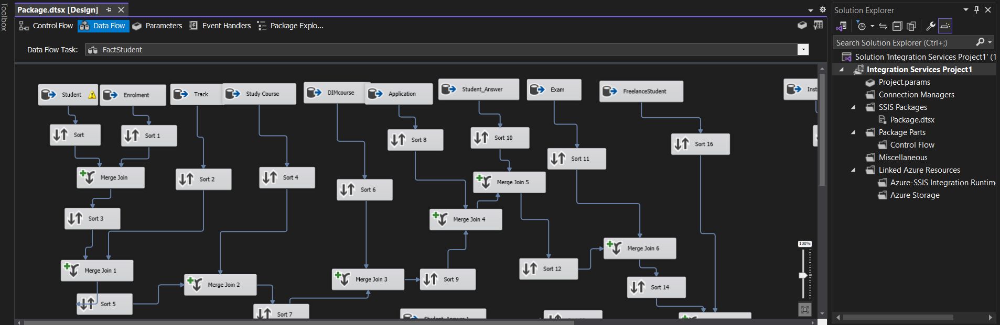 Toolbox
Package.dtsx [Design]
Control Flow
Data Flow
Parameters
Event Handlers
Package Explo...
Data Flow Task:
FactStudent
Student
Enrolment
Track
Study Course
DIMcourse
Application
Student_Answer
Exam
FreelanceStudent
Inst
Sort
Sort 1
Sort 8
Sort 10
Sort 16
Sort 11
Merge Join
Sort 2
Sort 4
Sort 6
Merge Join 5
Sort 3
Merge Join 4
Merge Join 6
Merge Join 1
Sort 12
Merge Join 2
Merge Join 3
Sort 9
Sort 14
Sort 5
Sort 7
Student_Answer 1
100%
Solution Explorer
Search Solution Explorer (Ctrl+;)
Solution 'Integration Services Project1' (1
Integration Services Project1
Project.params
Connection Managers
SSIS Packages
Package.dtsx
Package Parts
Control Flow
Miscellaneous
Linked Azure Resources
Azure-SSIS Integration Runtim
Azure Storage